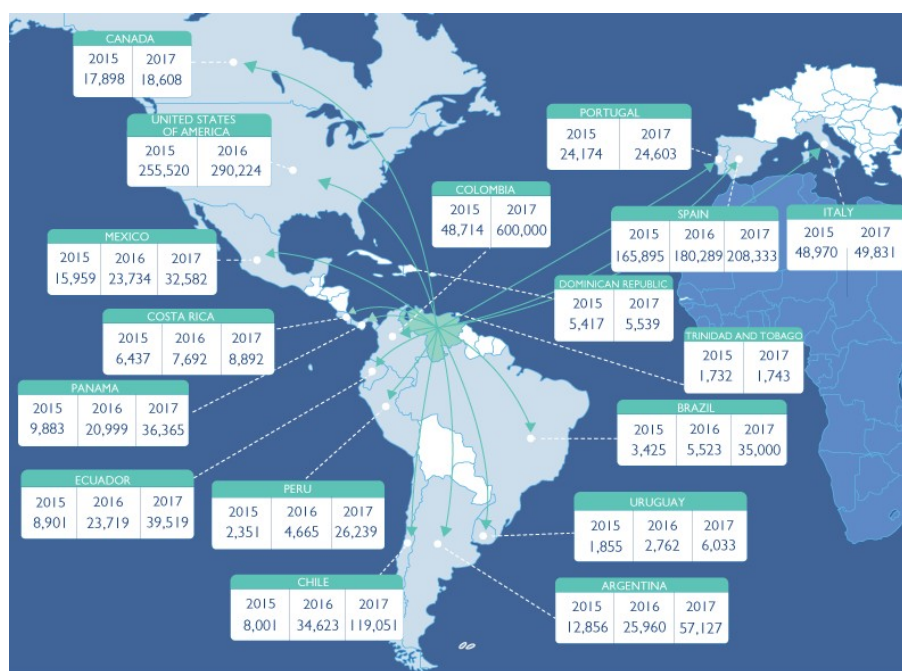 CANADA
2015 2017
17,898 18,608
UNITED STATES
OF AMERICA
2015 2016
255,520 290,224
MEXICO
2015 2016 2017
15,959 23,734 32,582
COSTA RICA
2015 2016 2017
6,437 7,692 8,892
PANAMA
2015 2016 2017
9,883 20,999 36,365
ECUADOR
2015 2016 2017
8,901 23,719 39,519
PERU
2015 2016 2017
2,351 4,665 26,239
CHILE
2015 2016 2017
8,001 34,623 119,051
COLOMBIA
2015 2017
48,714 600,000
PORTUGAL
2015 2017
24,174 24,603
SPAIN
2015 2016 2017
165,895 180,289 208,333
ITALY
2015 2017
48,970 49,831
DOMINICAN REPUBLIC
2015 2017
5,417 5,539
TRINIDAD AND TOBAGO
2015 2017
1,732 1,743
BRAZIL
2015 2016 2017
3,425 5,523 35,000
URUGUAY
2015 2016 2017
1,855 2,762 6,033
ARGENTINA
2015 2016 2017
12,856 25,960 57,127